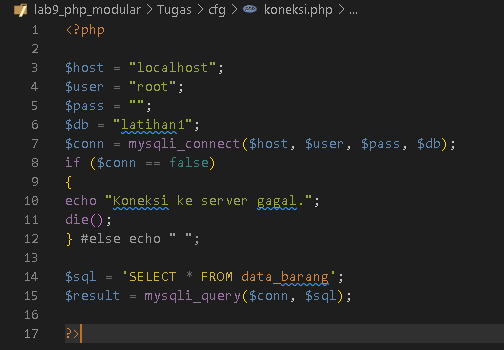 lab9_php_modular > Tugas > cfg > koneksi.php > ...
1 <?php
2
3 $host = "localhost";
4 $user = "root";
5 $pass = "";
6 $db = "latihan1";
7 $conn = mysqli_connect($host, $user, $pass, $db);
8 if ($conn == false)
9 {
10 echo "Koneksi ke server gagal.";
11 die();
12 } #else echo " ";
13
14 $sql = 'SELECT * FROM data_barang';
15 $result = mysqli_query($conn, $sql);
16
17 ?>